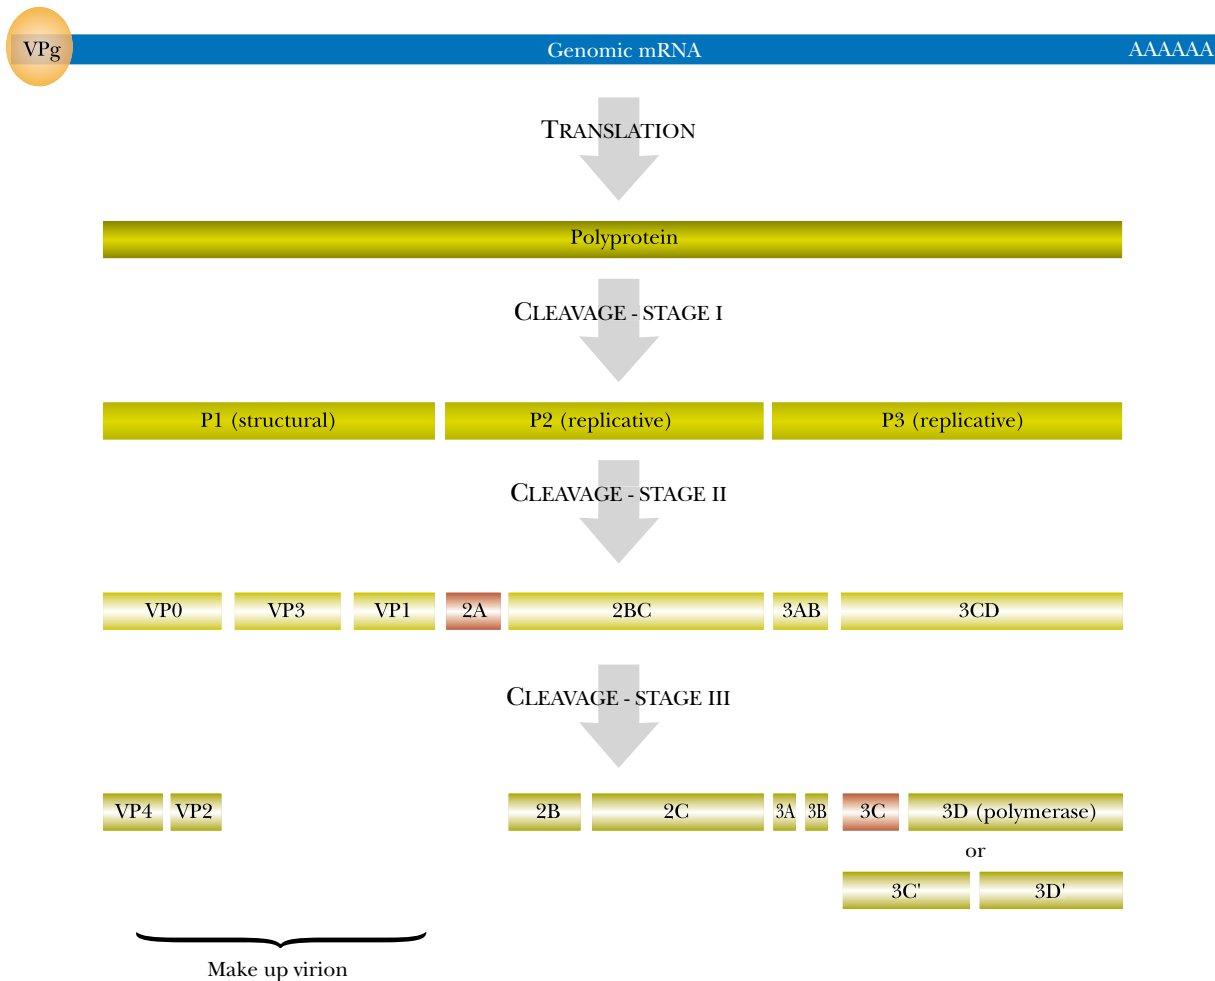 VPg Genomic mRNA AAAAAA
TRANSLATION
Polyprotein
CLEAVAGE - STAGE I
P1 (structural) P2 (replicative) P3 (replicative)
CLEAVAGE - STAGE II
VP0 VP3 VP1 2A 2BC 3AB 3CD
CLEAVAGE - STAGE III
VP4 VP2 2B 2C 3A 3B 3C 3D (polymerase)
or
3C' 3D'
Make up virion